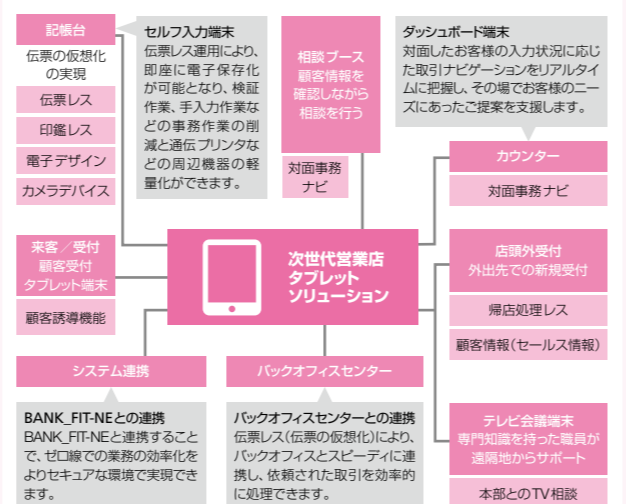 記帳台
伝票の仮想化
の実現
伝票レス
印鑑レス
電子デザイン
カメラデバイス
セルフ入力端末
伝票レス運用により、
即座に電子保存化
が可能となり、検証
作業、手入力作業な
どの事務作業の削
減と通伝プリンタな
どの周辺機器の軽
量化ができます。
相談ブース
顧客情報を
確認しながら
相談を行う
対面事務
ナビ
ダッシュボード端末
対面したお客様の入力状況に応じ
た取引ナビゲーションをリアルタイ
ムに把握し、その場でお客様のニー
ズにあったご提案を支援します。
カウンター
対面事務ナビ
来客／受付
顧客受付
タブレット端末
顧客誘導機能
次世代営業店
タブレット
ソリューション
店頭外受付
外出先での新規受付
帰店処理レス
顧客情報(セールス情報)
システム連携
BANK_FIT-NEとの連携
BANK_FIT-NEと連携すること
で、ゼロ線での業務の効率化を
よりセキュアな環境で実現でき
ます。
バックオフィスセンター
バックオフィスセンターとの連携
伝票レス(伝票の仮想化)により、
バックオフィスとスピーディに連
携し、依頼された取引を効率的
に処理できます。
テレビ会議端末
専門知識を持った職員が
遠隔地からサポート
本部とのTV相談